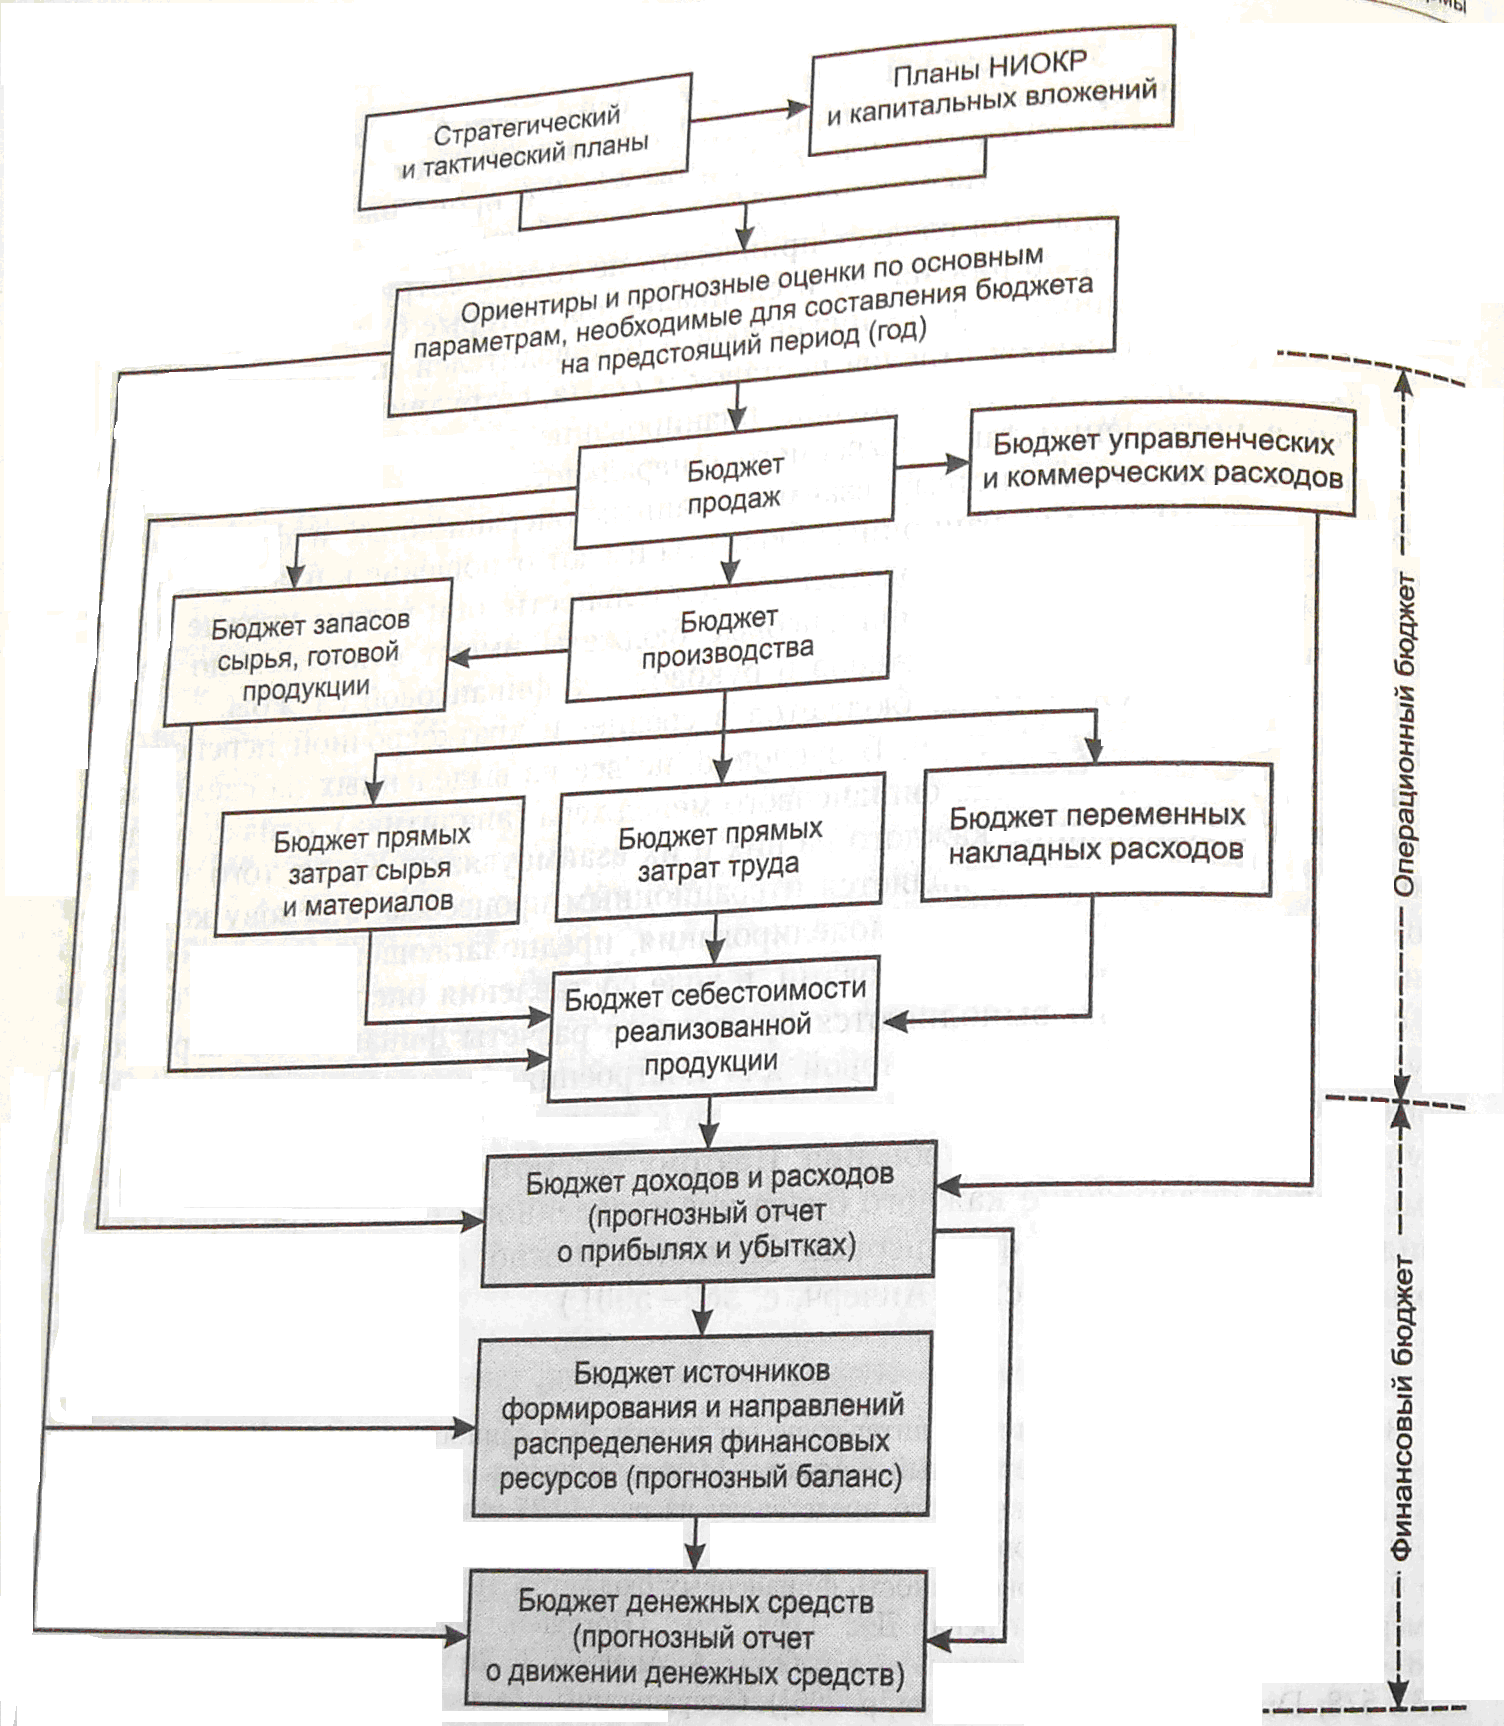 Планы НИОКР
и капитальных вложений
Стратегический
и тактический планы
Ориентиры и прогнозные оценки по основным
параметрам, необходимые для составления бюджета
на предстоящий период (год)
Бюджет
продаж
Бюджет управленческих
и коммерческих расходов
Бюджет запасов
сырья, готовой
продукции
Бюджет
производства
Бюджет прямых
затрат сырья
и материалов
Бюджет прямых
затрат труда
Бюджет переменных
накладных расходов
Бюджет себестоимости
реализованной
продукции
Операционный бюджет
Бюджет доходов и расходов
(прогнозный отчет
о прибылях и убытках)
Бюджет источников
формирования и направлений
распределения финансовых
ресурсов (прогнозный баланс)
Бюджет денежных средств
(прогнозный отчет
о движении денежных средств)
Финансовый бюджет